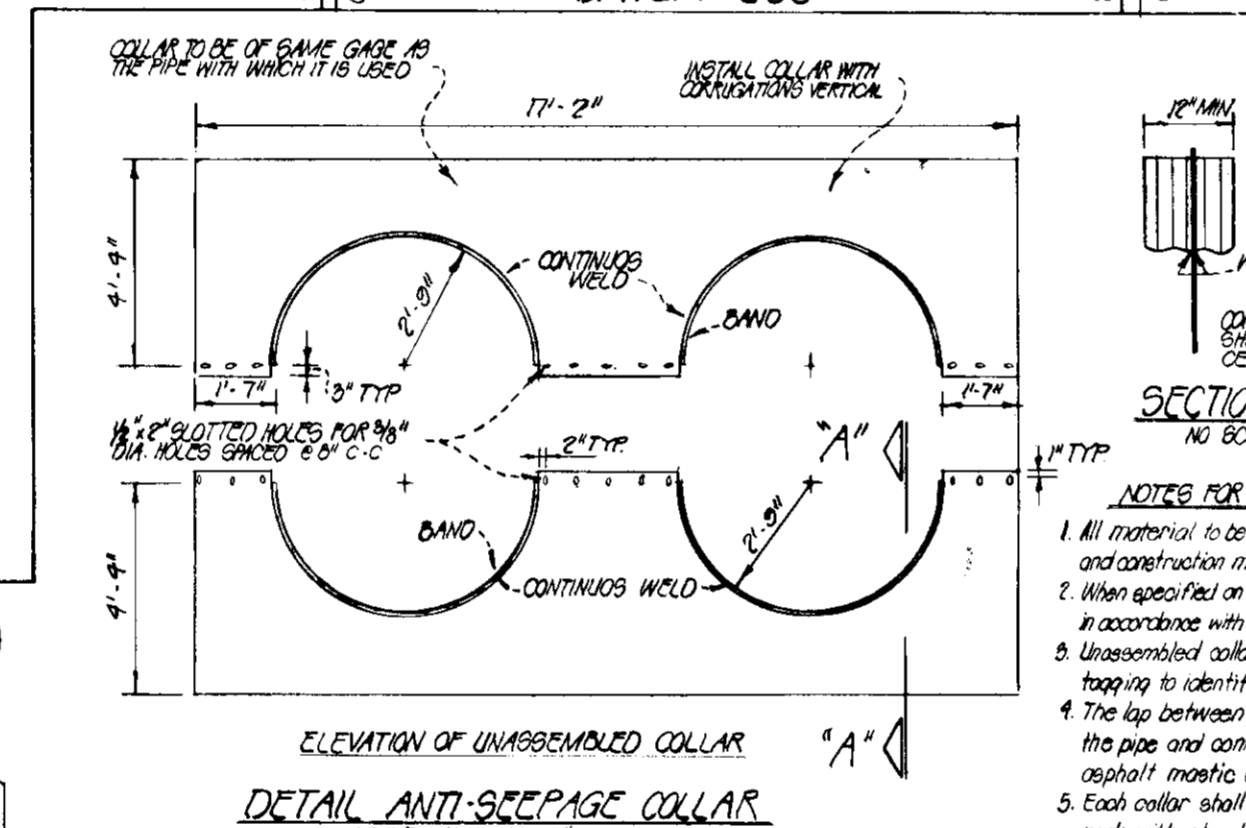 COLLAR TO BE OF SAME GAGE AS
THE PIPE WITH WHICH IT IS USED
INSTALL COLLAR WITH
CORRUGATIONS VERTICAL
17'-2"
12" MIN.
4'-4"
CONTINUOS
WELD
2'-9"
BAND
1'-7"
3" TYP
1'-7"
SECTIO
NO SC
1/2" x 2" SLOTTED HOLES FOR 3/8"
DIA. HOLES SPACED @ 8" C-C
2" TYP.
"A"
1" TYP.
NOTES FOR
4'-4"
BAND
2'-9"
CONTINUOS WELD
1. All material to be
and construction m
2. When specified on
in accordance with
3. Unassembled colla
tagging to identif
4. The lap between
the pipe and con
asphalt mastic
5. Each collar shall
ELEVATION OF UNASSEMBLED COLLAR
"A"
DETAIL ANTI-SEEPAGE COLLAR